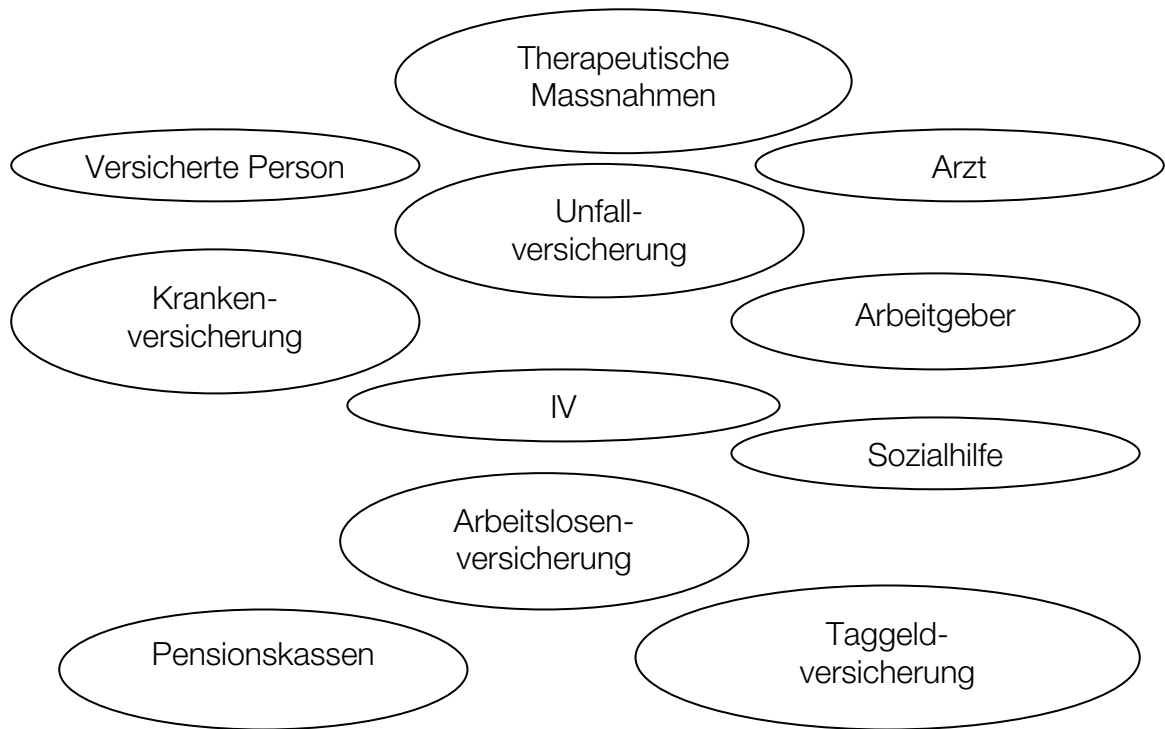 Therapeutische
Massnahmen
Versicherte Person
Arzt
Unfall-
versicherung
Kranken-
versicherung
Arbeitgeber
IV
Sozialhilfe
Arbeitslosen-
versicherung
Pensionskassen
Taggeld-
versicherung